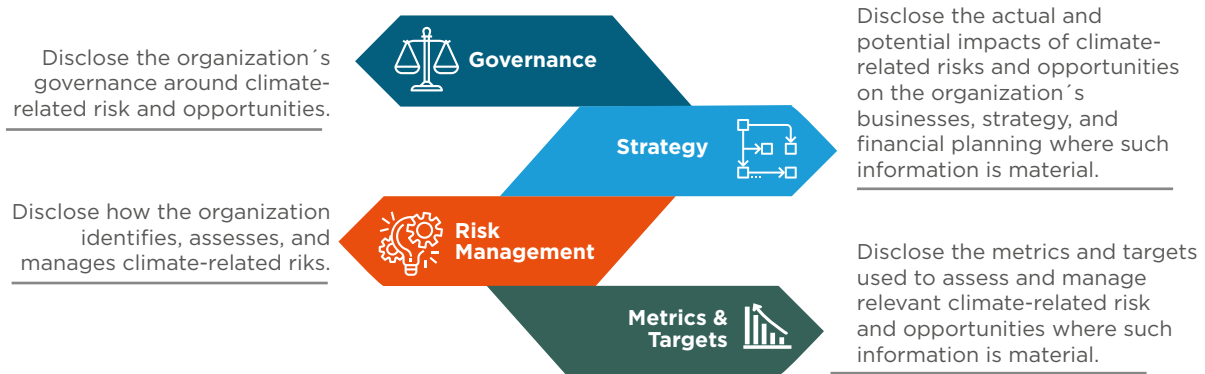 Disclose the organization´s
governance around climate-
related risk and opportunities.
Governance
Disclose the actual and
potential impacts of climate-
related risks and opportunities
on the organization´s
businesses, strategy, and
financial planning where such
information is material.
Strategy
Disclose how the organization
identifies, assesses, and
manages climate-related riks.
Risk
Management
Disclose the metrics and targets
used to assess and manage
relevant climate-related risk
and opportunities where such
information is material.
Metrics &
Targets